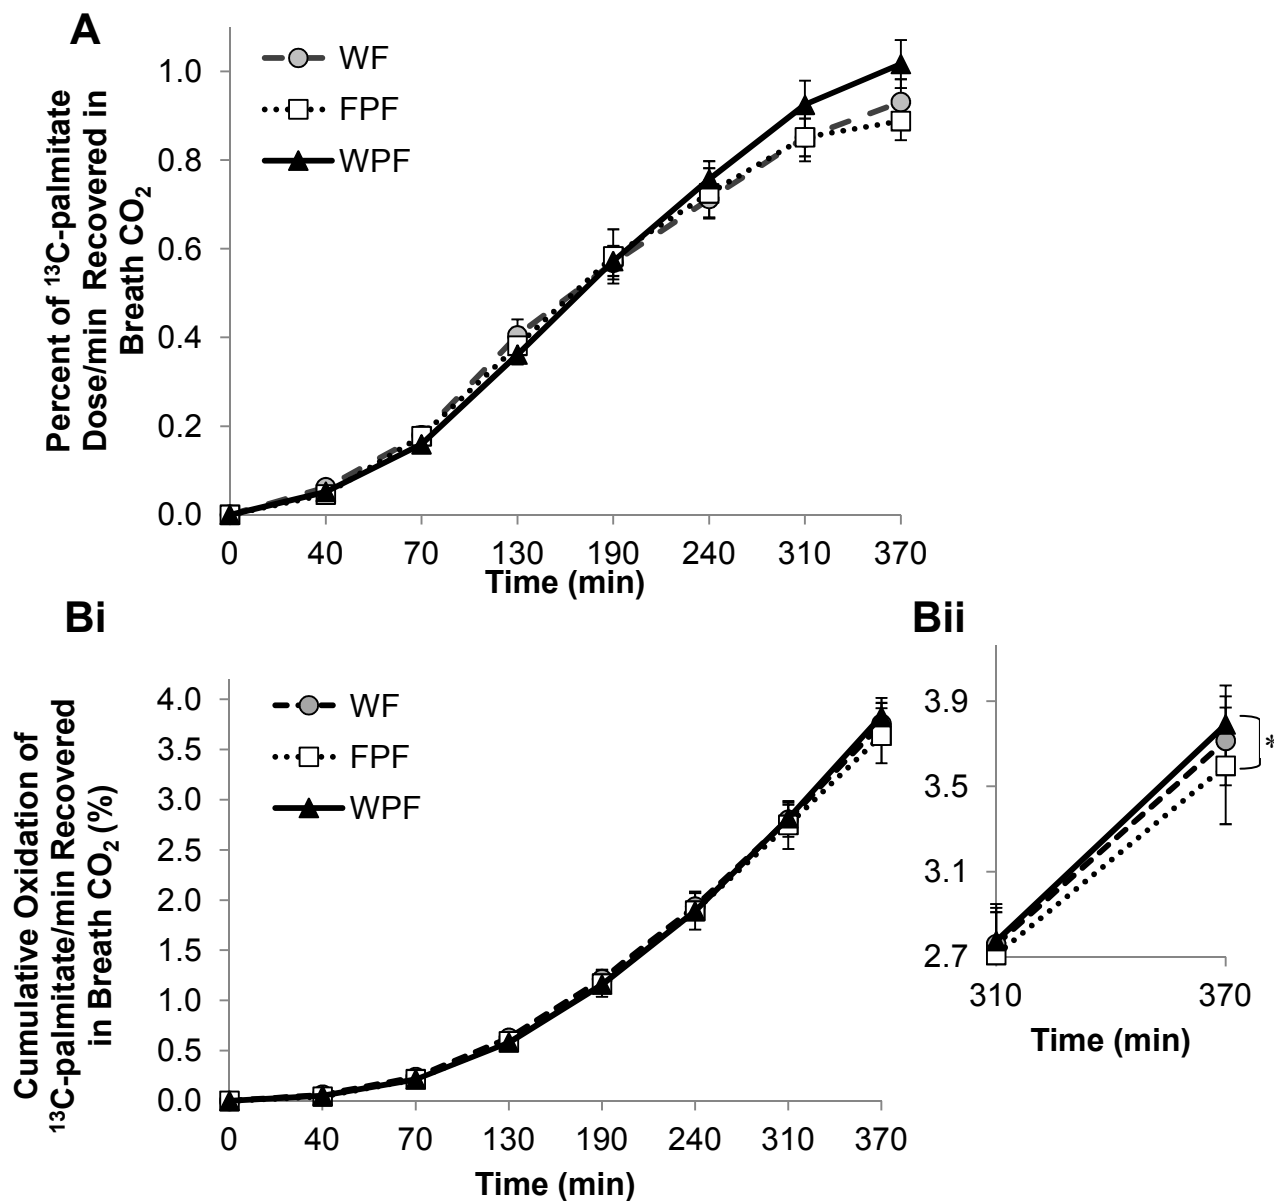 A
WF
FPF
WPF
Percent of ¹³C-palmitate
Dose/min Recovered in
Breath CO₂
1.0
0.8
0.6
0.4
0.2
0.0
0 40 70 130 190 240 310 370
Time (min)
Bi
WF
FPF
WPF
Cumulative Oxidation of
¹³C-palmitate/min Recovered
in Breath CO₂ (%)
4.0
3.5
3.0
2.5
2.0
1.5
1.0
0.5
0.0
0 40 70 130 190 240 310 370
Time (min)
Bii
3.9
3.5
3.1
2.7
*
310 370
Time (min)